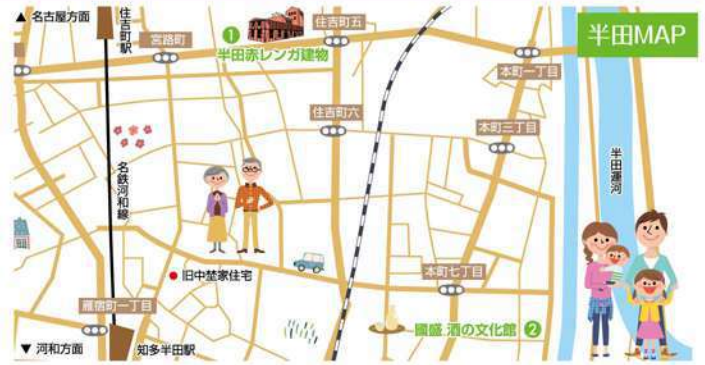 ▲ 名古屋方面
住吉町駅
宮路町
❶
半田赤レンガ建物
住吉町五
半田MAP
本町一丁目
住吉町六
本町三丁目
名鉄河和線
半田運河
旧中埜家住宅
本町七丁目
雁宿町一丁目
國盛 酒の文化館 ❷
▼ 河和方面
知多半田駅